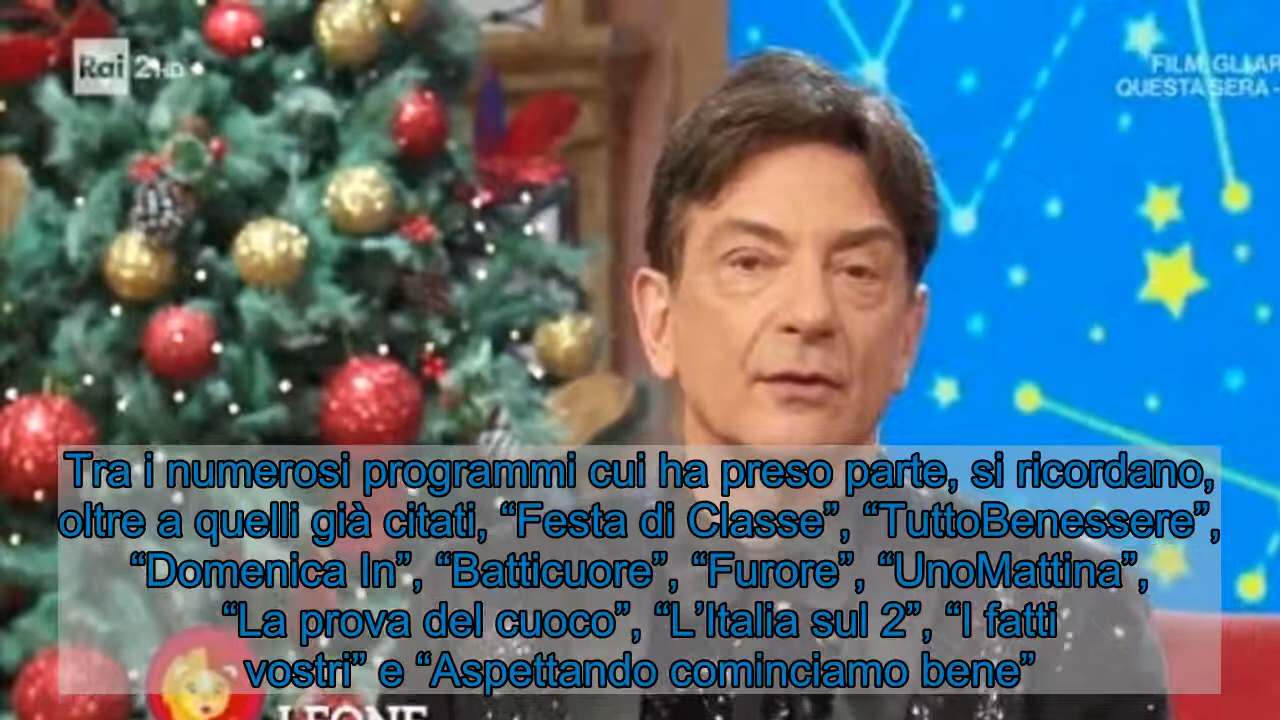 Rai 2 HD
FILM GLI AR
QUESTA SERA -
Tra i numerosi programmi cui ha preso parte, si ricordano,
oltre a quelli già citati, “Festa di Classe”, “TuttoBenessere”,
“Domenica In”, “Batticuore”, “Furore”, “UnoMattina”,
“La prova del cuoco”, “L’Italia sul 2”, “I fatti
vostri” e “Aspettando cominciamo bene”
LEONE